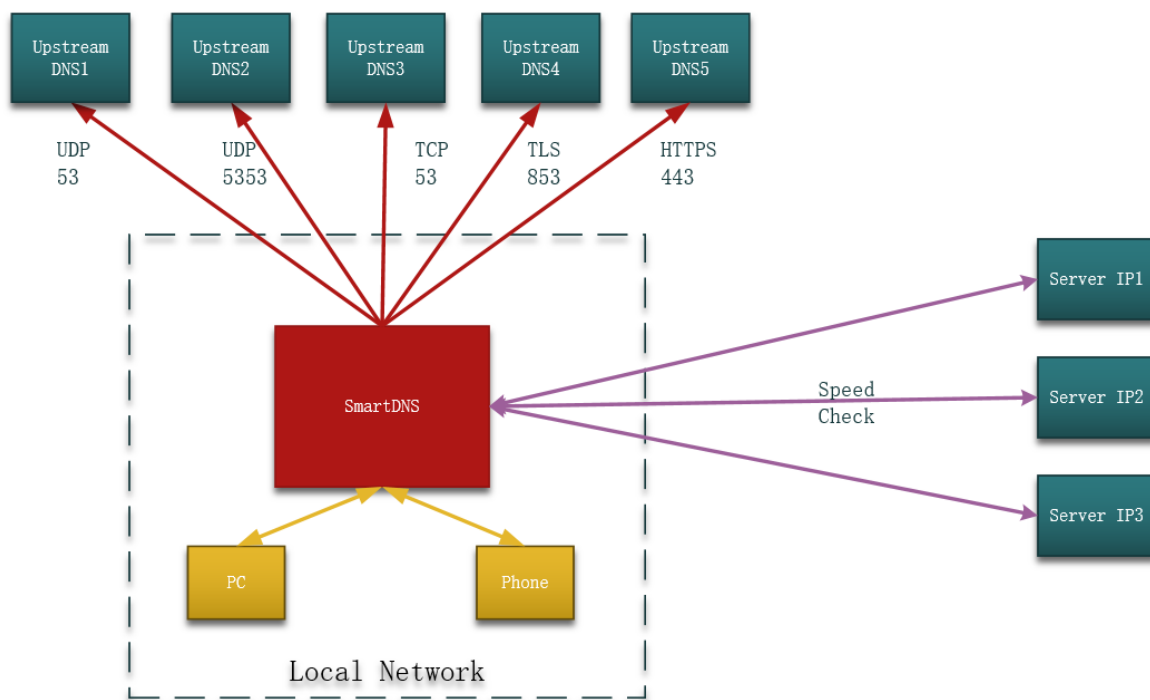 Upstream
DNS1
Upstream
DNS2
Upstream
DNS3
Upstream
DNS4
Upstream
DNS5
UDP
53
UDP
5353
TCP
53
TLS
853
HTTPS
443
Server IP1
SmartDNS
Speed
Check
Server IP2
Server IP3
PC
Phone
Local Network